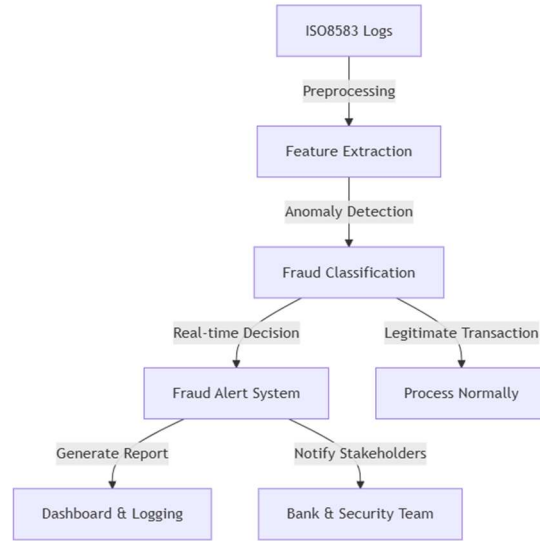 ISO8583 Logs
Preprocessing
Feature Extraction
Anomaly Detection
Fraud Classification
Real-time Decision
Legitimate Transaction
Fraud Alert System
Process Normally
Generate Report
Notify Stakeholders
Dashboard & Logging
Bank & Security Team